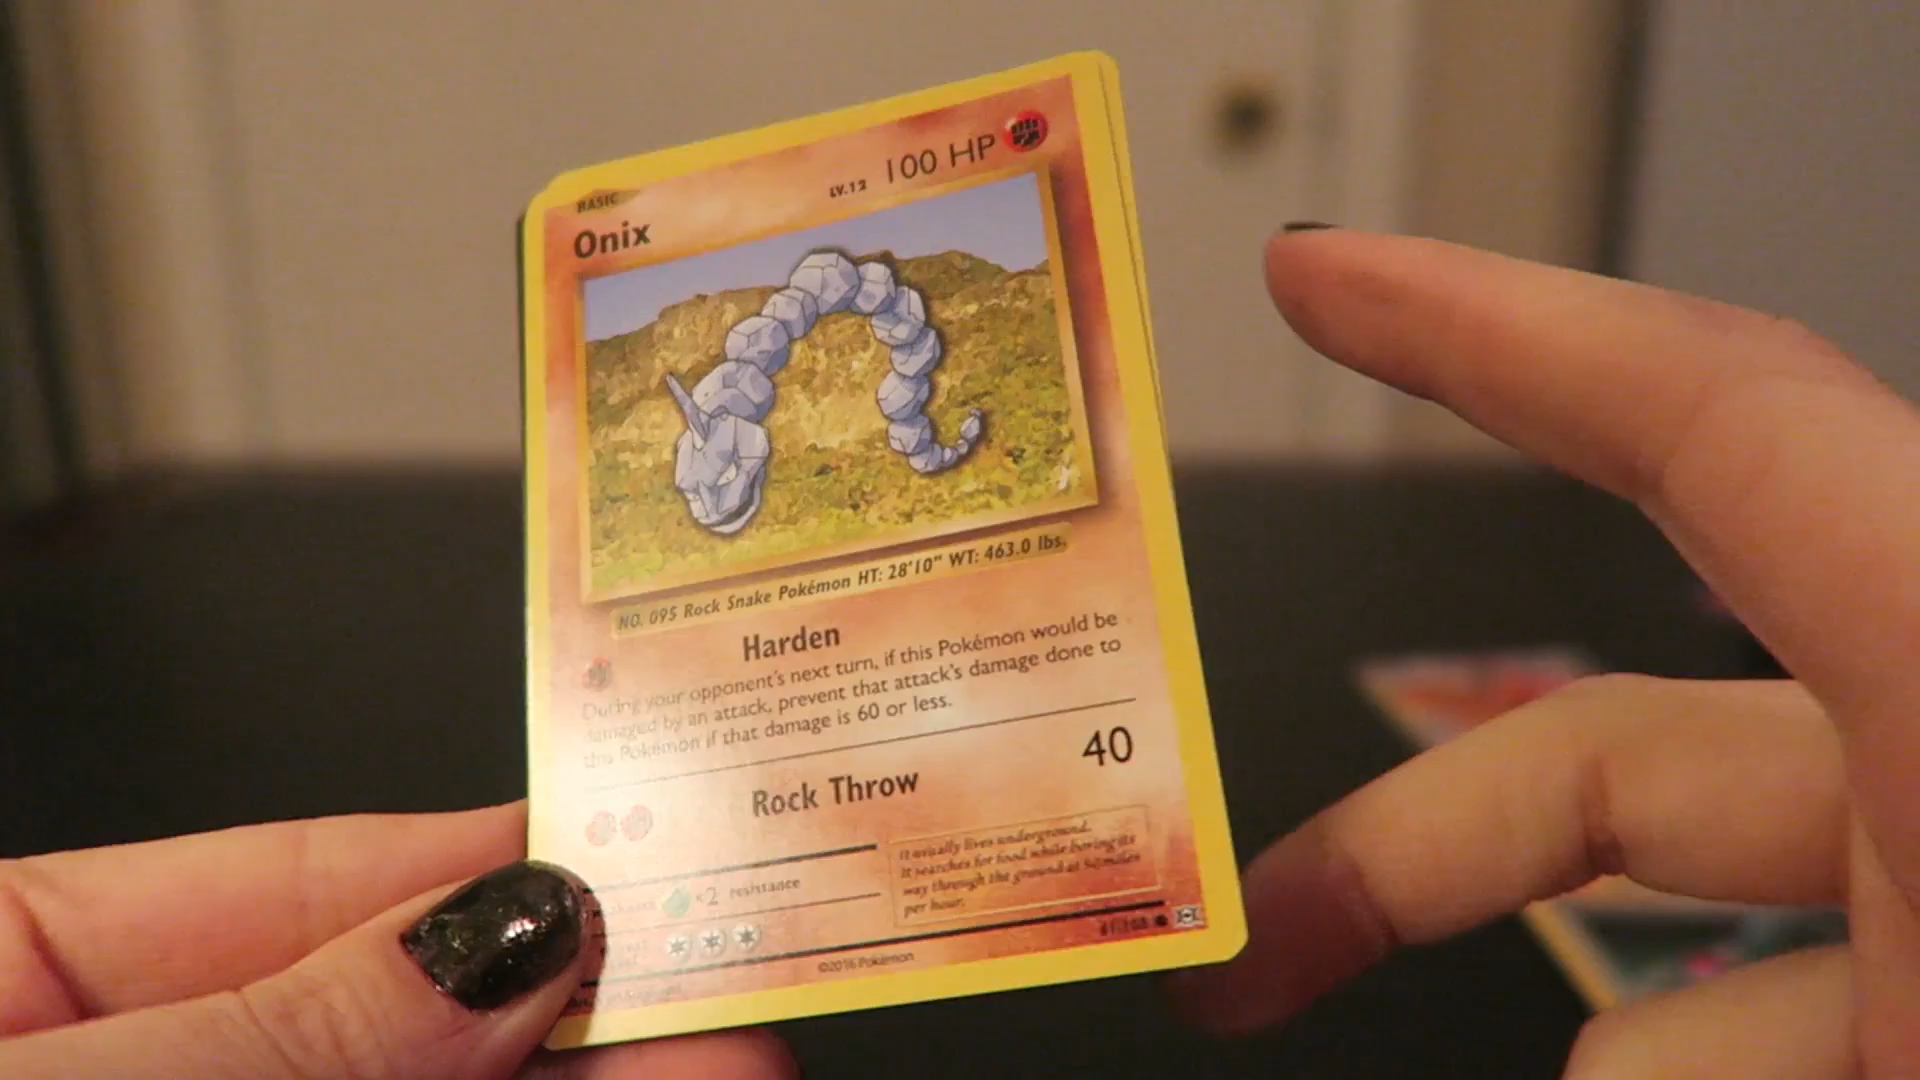 BASIC
Onix
LV.12 100 HP
NO. 095 Rock Snake Pokémon HT: 28'10" WT: 463.0 lbs.
Harden
During your opponent's next turn, if this Pokémon would be
damaged by an attack, prevent that attack's damage done to
this Pokémon if that damage is 60 or less.
Rock Throw 40
It usually lives underground.
It searches for food while boring its
way through the ground at 50 miles
per hour.
×2 resistance
61/108
©2016 Pokémon